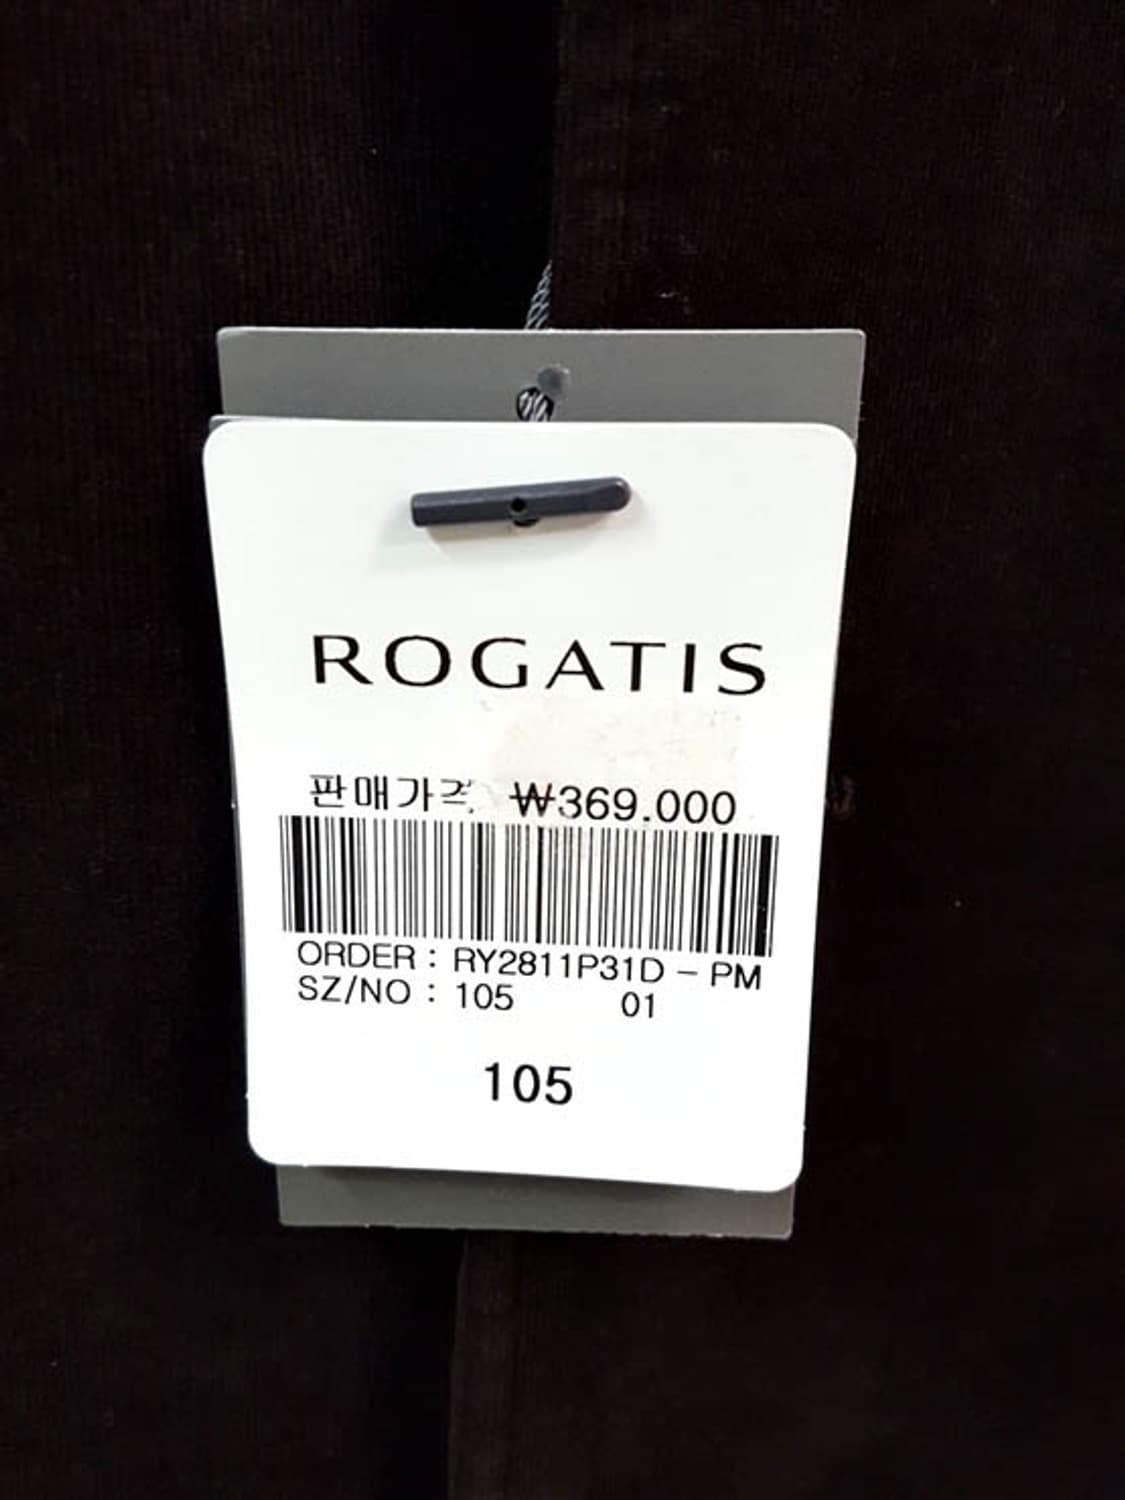 ROGATIS
판매가격 ₩369.000
ORDER : RY2811P31D - PM
SZ/NO : 105 01
105